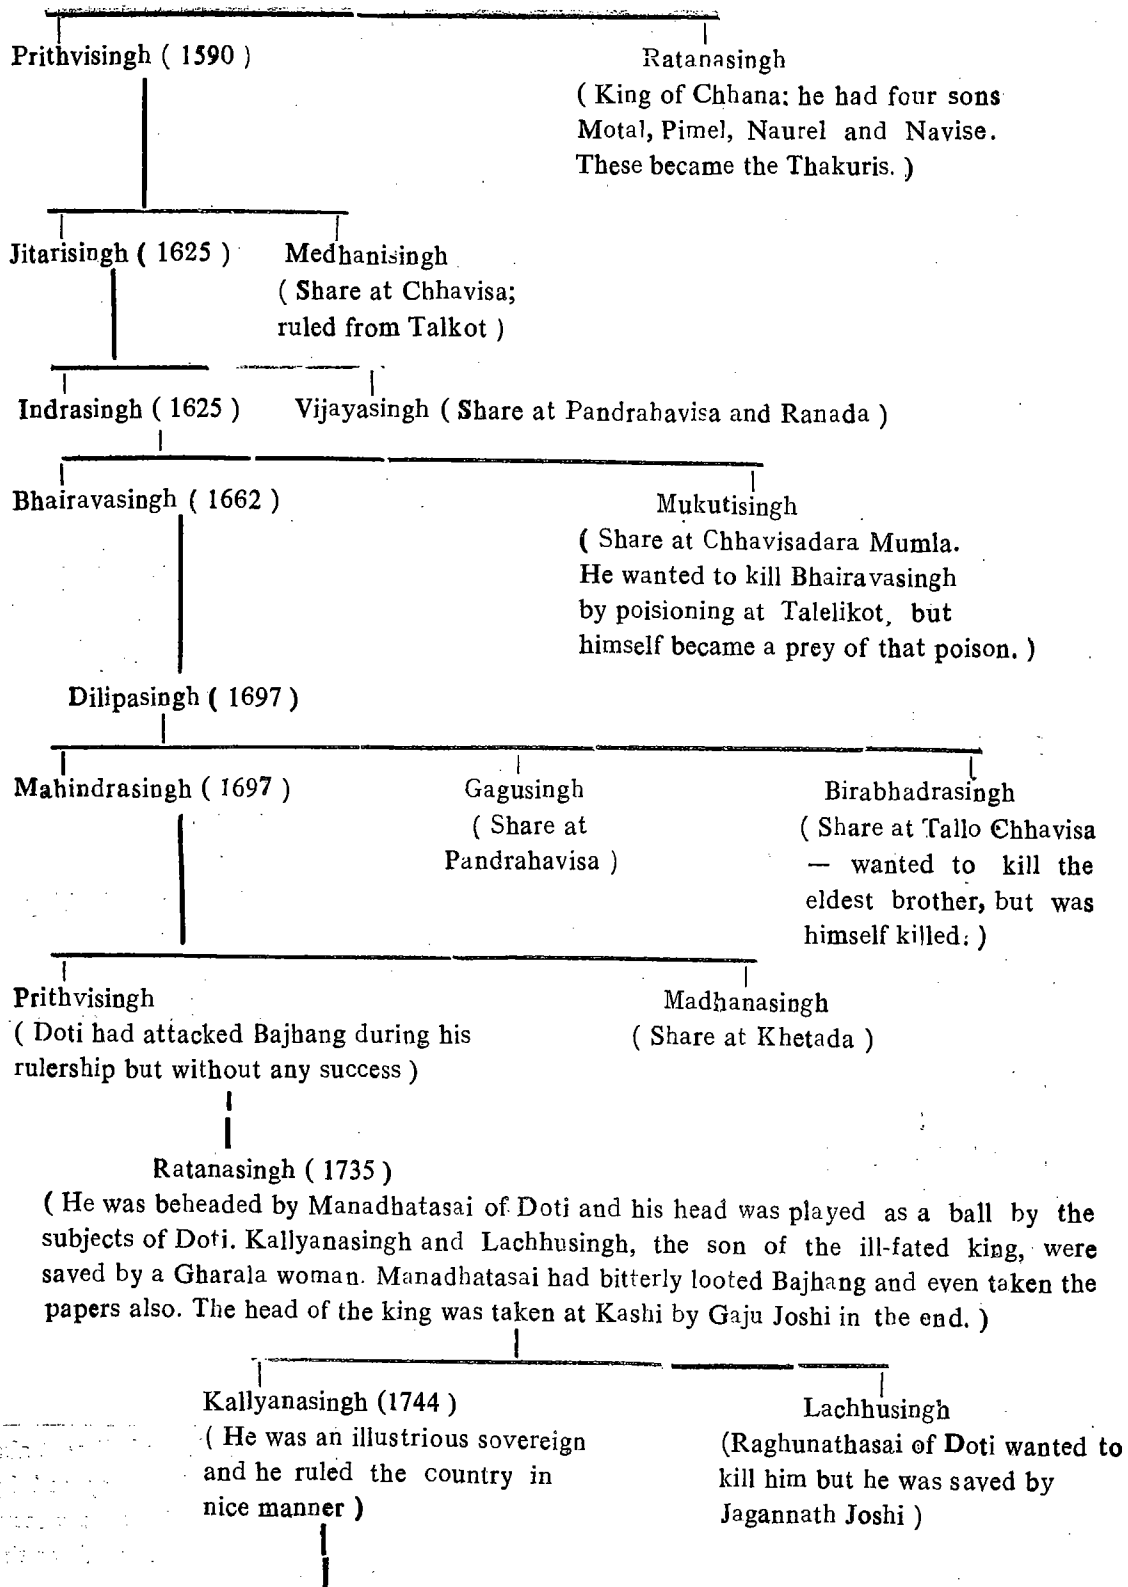 Prithvisingh ( 1590 )
Ratanasingh
( King of Chhana: he had four sons
Motal, Pimel, Naurel and Navise.
These became the Thakuris. )
Jitarisingh ( 1625 )
Medhanisingh
( Share at Chhavisa;
ruled from Talkot )
Indrasingh ( 1625 )
Vijayasingh ( Share at Pandrahavisa and Ranada )
Bhairavasingh ( 1662 )
Mukutisingh
( Share at Chhavisadara Mumla.
He wanted to kill Bhairavasingh
by poisioning at Talelikot, but
himself became a prey of that poison. )
Dilipasingh ( 1697 )
Mahindrasingh ( 1697 )
Gagusingh
( Share at
Pandrahavisa )
Birabhadrasingh
( Share at Tallo Chhavisa
— wanted to kill the
eldest brother, but was
himself killed: )
Prithvisingh
( Doti had attacked Bajhang during his
rulership but without any success )
Madhanasingh
( Share at Khetada )
Ratanasingh ( 1735 )
( He was beheaded by Manadhatasai of Doti and his head was played as a ball by the
subjects of Doti. Kallyanasingh and Lachhusingh, the son of the ill-fated king, were
saved by a Gharala woman. Manadhatasai had bitterly looted Bajhang and even taken the
papers also. The head of the king was taken at Kashi by Gaju Joshi in the end. )
Kallyanasingh (1744 )
( He was an illustrious sovereign
and he ruled the country in
nice manner )
Lachhusingh
(Raghunathasai of Doti wanted to
kill him but he was saved by
Jagannath Joshi )